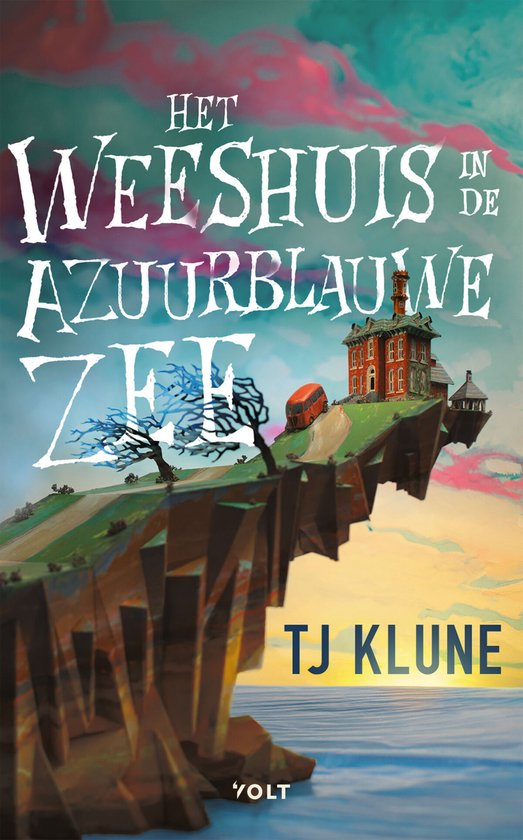 HET
WEESHUIS IN DE
AZUURBLAUWE
ZEE
TJ KLUNE
VOLT